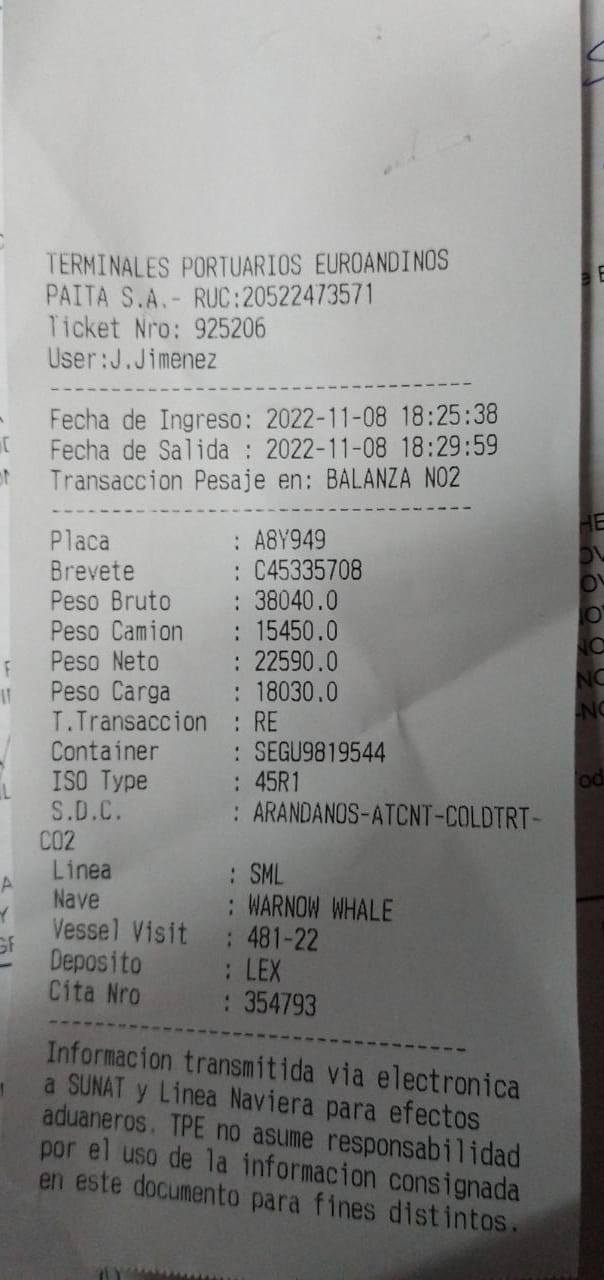 TERMINALES PORTUARIOS EUROANDINOS
PAITA S.A.- RUC:20522473571
Ticket Nro: 925206
User:J.Jimenez
-----------------------------------
Fecha de Ingreso: 2022-11-08 18:25:38
Fecha de Salida : 2022-11-08 18:29:59
Transaccion Pesaje en: BALANZA NO2
-----------------------------------
Placa : A8Y949
Brevete : C45335708
Peso Bruto : 38040.0
Peso Camion : 15450.0
Peso Neto : 22590.0
Peso Carga : 18030.0
T.Transaccion : RE
Container : SEGU9819544
ISO Type : 45R1
S.D.C. : ARANDANOS-ATCNT-COLDTRT-
CO2
Linea : SML
Nave : WARNOW WHALE
Vessel Visit : 481-22
Deposito : LEX
Cita Nro : 354793
-----------------------------------
Informacion transmitida via electronica
a SUNAT y Linea Naviera para efectos
aduaneros. TPE no asume responsabilidad
por el uso de la informacion consignada
en este documento para fines distintos.